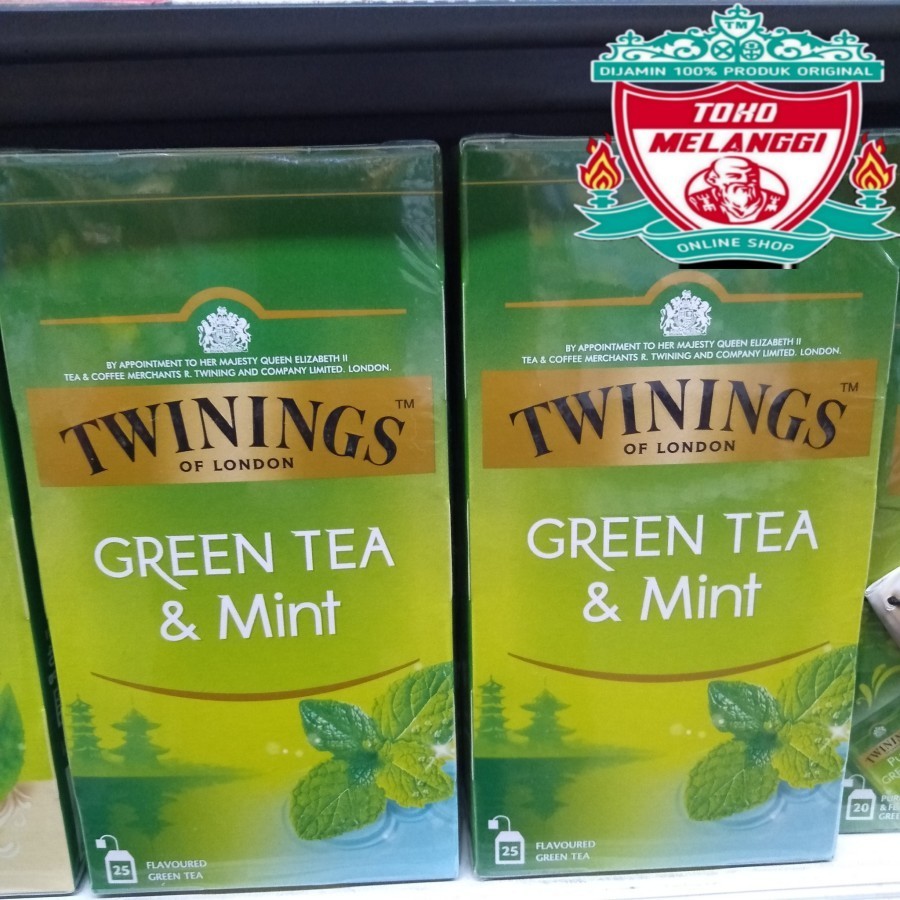 TM
DIJAMIN 100% PRODUK ORIGINAL
TOKO
MELANGGI
ONLINE SHOP
BY APPOINTMENT TO HER MAJESTY QUEEN ELIZABETH II
TEA & COFFEE MERCHANTS R. TWINING AND COMPANY LIMITED. LONDON.
TWININGS™
OF LONDON
GREEN TEA
& Mint
25
FLAVOURED
GREEN TEA
BY APPOINTMENT TO HER MAJESTY QUEEN ELIZABETH II
TEA & COFFEE MERCHANTS R. TWINING AND COMPANY LIMITED. LONDON.
TWININGS™
OF LONDON
GREEN TEA
& Mint
25
FLAVOURED
GREEN TEA
20